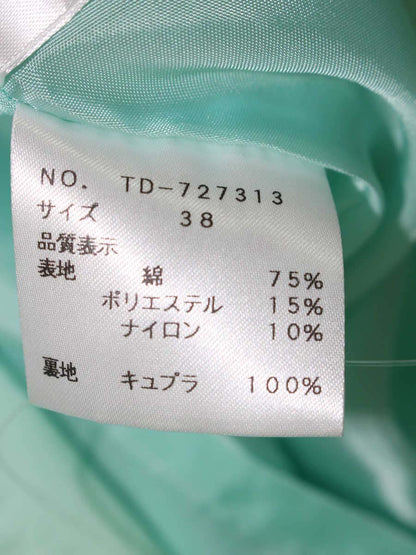 NO. TD-727313
サイズ 38
品質表示
表地 綿 75%
ポリエステル 15%
ナイロン 10%
裏地 キュプラ 100%